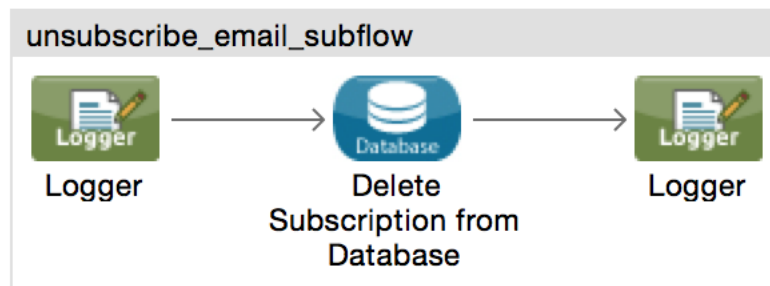 unsubscribe_email_subflow
Logger
Database
Logger
Logger
Delete
Subscription from
Database
Logger